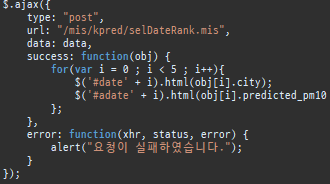 $.ajax({
    type: "post",
    url: "/mis/kpred/selDateRank.mis",
    data: data,
    success: function(obj) {
        for(var i = 0 ; i < 5 ; i++){
            $('#date' + i).html(obj[i].city);
            $('#adate' + i).html(obj[i].predicted_pm10
        };
    },
    error: function(xhr, status, error) {
        alert("요청이 실패하였습니다.");
    }
});